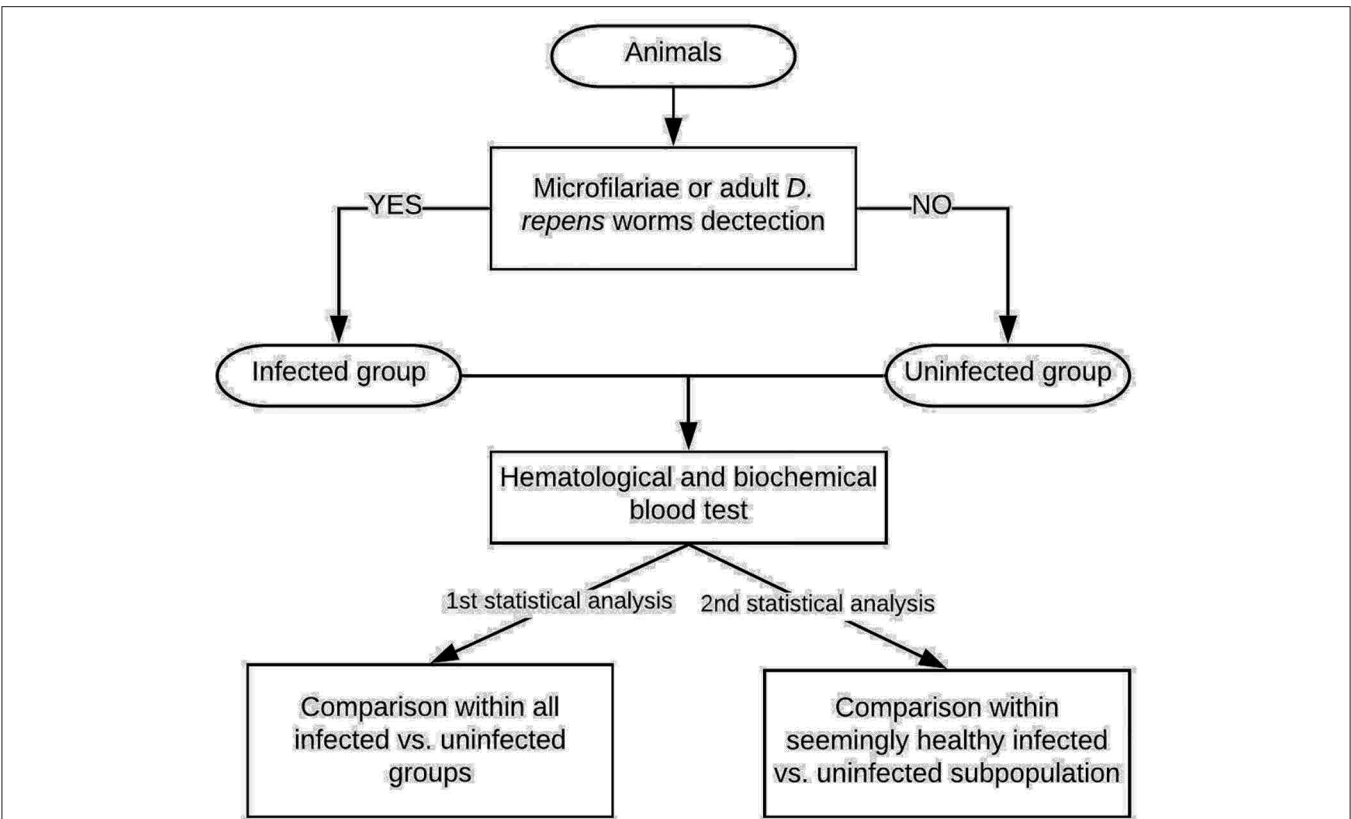 Animals
Microfilariae or adult D.
repens worms dectection
YES
NO
Infected group
Uninfected group
Hematological and biochemical
blood test
1st statistical analysis
2nd statistical analysis
Comparison within all
infected vs. uninfected
groups
Comparison within
seemingly healthy infected
vs. uninfected subpopulation